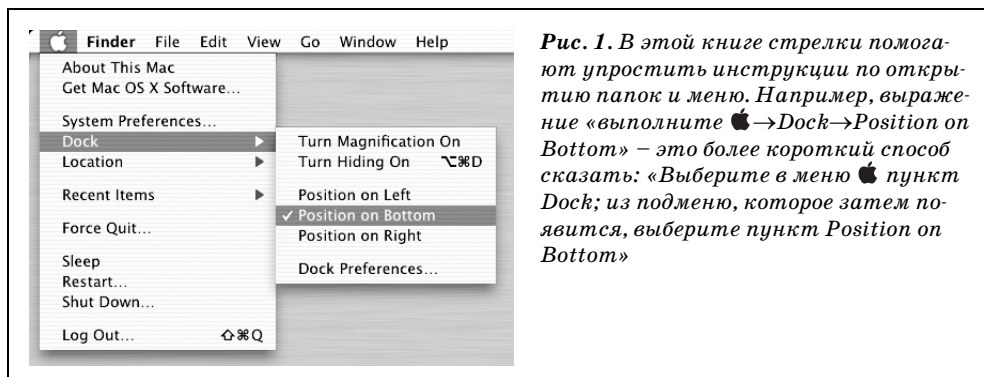 Finder File Edit View Go Window Help
About This Mac
Get Mac OS X Software...
System Preferences...
Dock ▶
Location ▶
Recent Items ▶
Force Quit...
Sleep
Restart...
Shut Down...
Log Out... ⇧⌘Q
Turn Magnification On
Turn Hiding On ⌥⌘D
Position on Left
✓ Position on Bottom
Position on Right
Dock Preferences...
Рис. 1. В этой книге стрелки помога-
ют упростить инструкции по откры-
тию папок и меню. Например, выраже-
ние «выполните →Dock→Position on
Bottom» – это более короткий способ
сказать: «Выберите в меню  пункт
Dock; из подменю, которое затем по-
явится, выберите пункт Position on
Bottom»